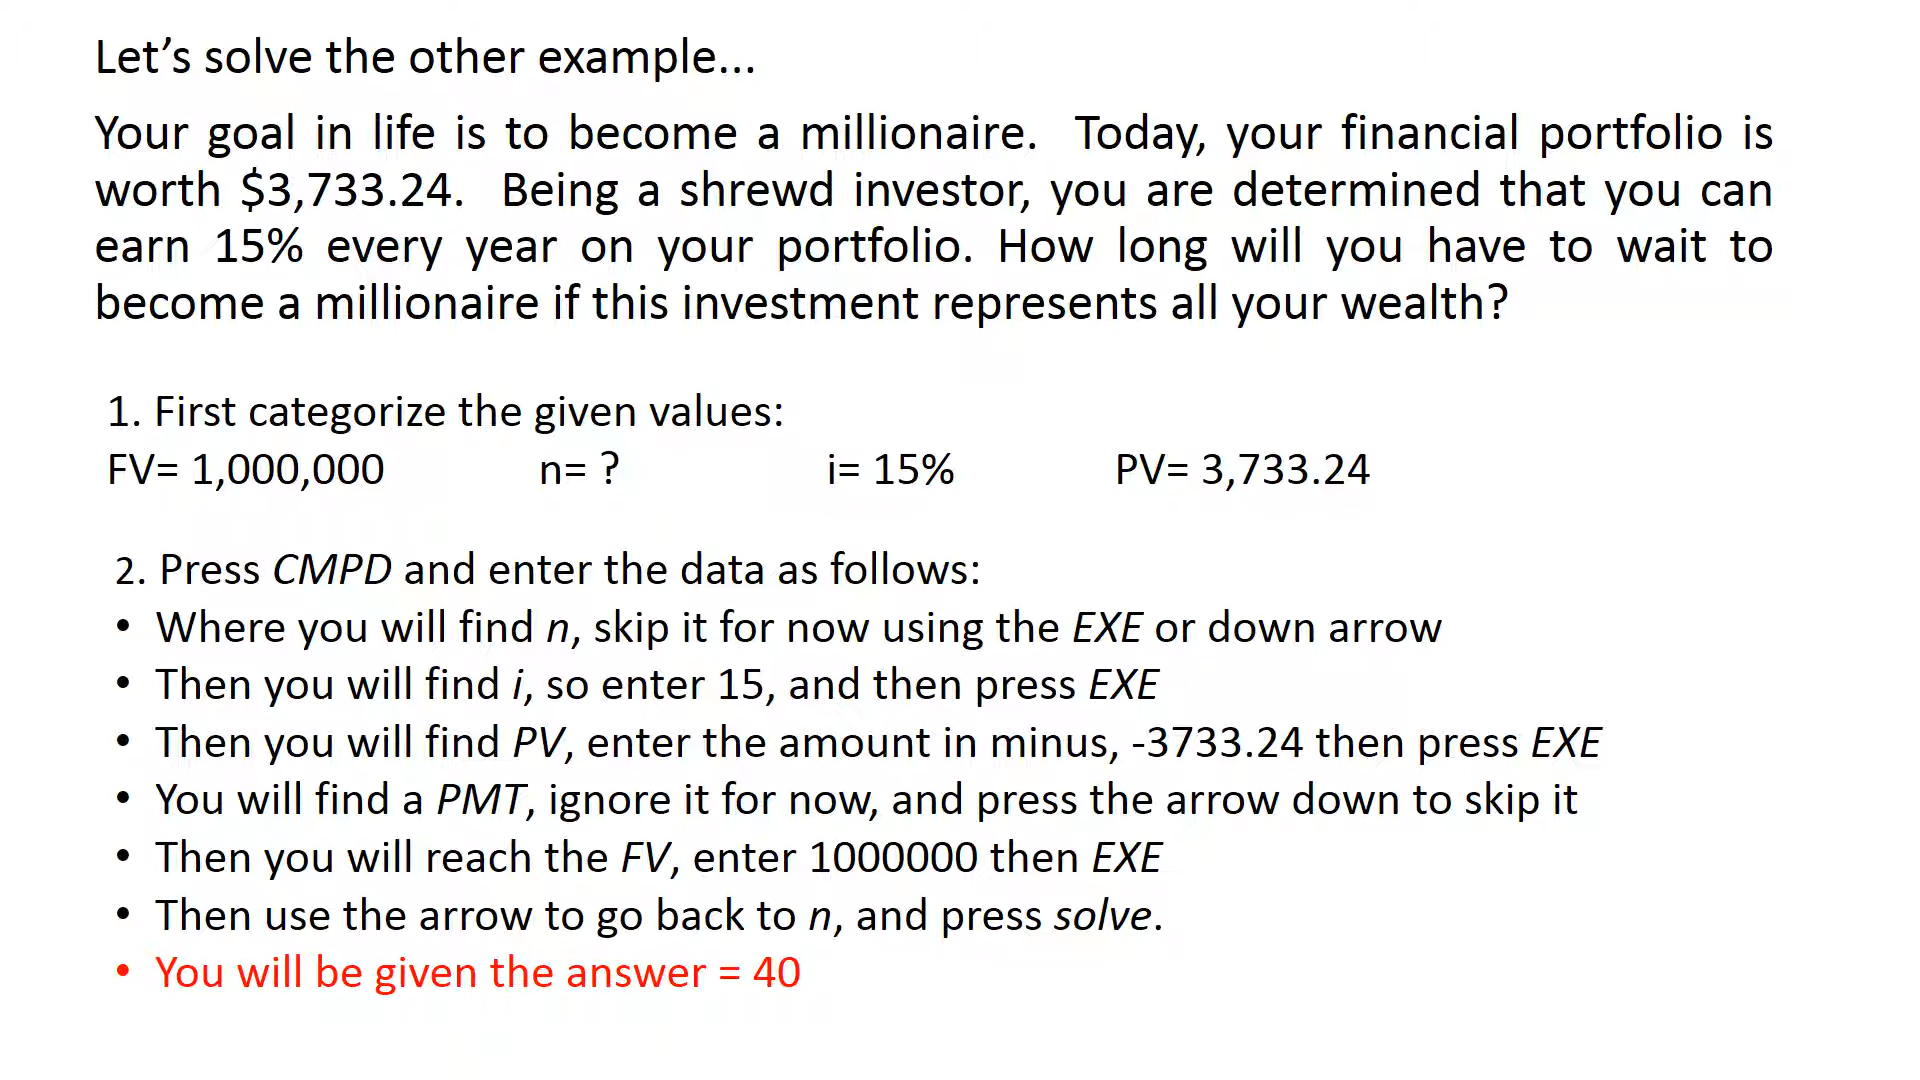 Let’s solve the other example...
Your goal in life is to become a millionaire. Today, your financial portfolio is
worth $3,733.24. Being a shrewd investor, you are determined that you can
earn 15% every year on your portfolio. How long will you have to wait to
become a millionaire if this investment represents all your wealth?
1. First categorize the given values:
FV= 1,000,000 n= ? i= 15% PV= 3,733.24
2. Press CMPD and enter the data as follows:
• Where you will find n, skip it for now using the EXE or down arrow
• Then you will find i, so enter 15, and then press EXE
• Then you will find PV, enter the amount in minus, -3733.24 then press EXE
• You will find a PMT, ignore it for now, and press the arrow down to skip it
• Then you will reach the FV, enter 1000000 then EXE
• Then use the arrow to go back to n, and press solve.
• You will be given the answer = 40